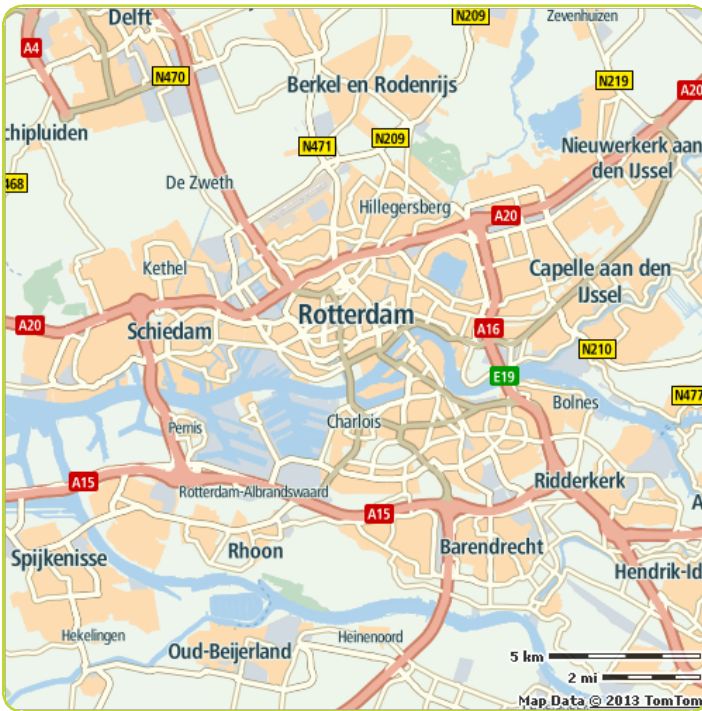 Delft
N209
Zevenhuizen
A4
N470
Berkel en Rodenrijs
N219
A20
chipluiden
N471
N209
Nieuwerkerk aan
den IJssel
468
De Zweth
Hillegersberg
A20
Kethel
Capelle aan den
IJssel
A20
Schiedam
Rotterdam
A16
N210
E19
N477
Bolnes
Pernis
Charlois
A15
Rotterdam-Albrandswaard
Ridderkerk
A15
A
Spijkenisse
Rhoon
Barendrecht
Hendrik-Id
Hekelingen
Oud-Beijerland
Heinenoord
5 km
2 mi
Map Data © 2013 TomTom